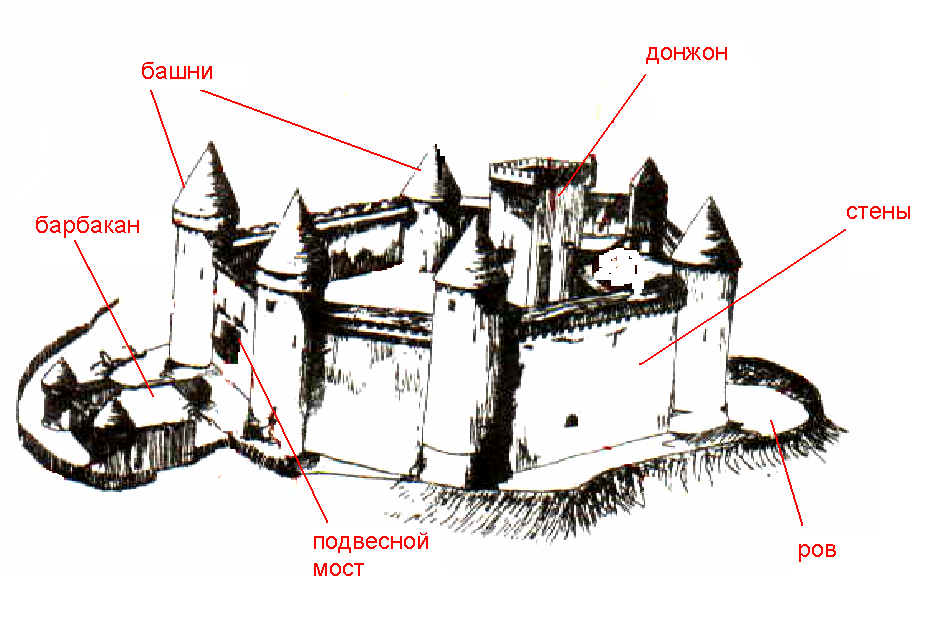 донжон
башни
стены
барбакан
подвесной
мост
ров